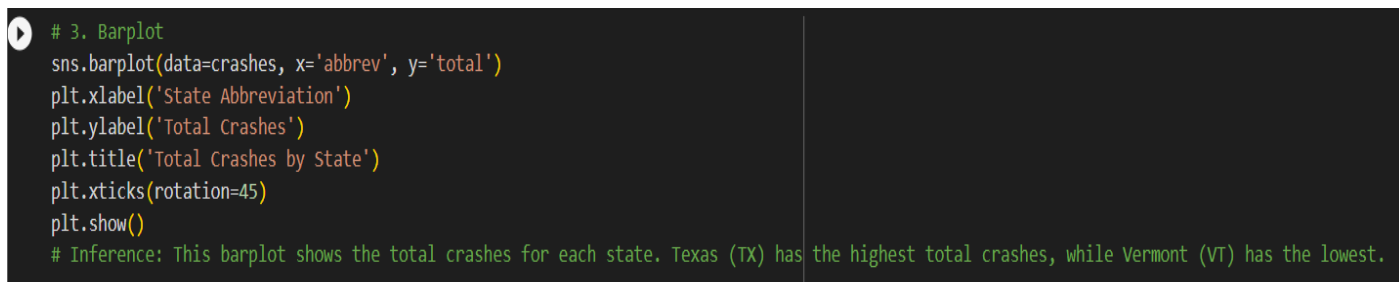 # 3. Barplot
sns.barplot(data=crashes, x='abbrev', y='total')
plt.xlabel('State Abbreviation')
plt.ylabel('Total Crashes')
plt.title('Total Crashes by State')
plt.xticks(rotation=45)
plt.show()
# Inference: This barplot shows the total crashes for each state. Texas (TX) has the highest total crashes, while Vermont (VT) has the lowest.